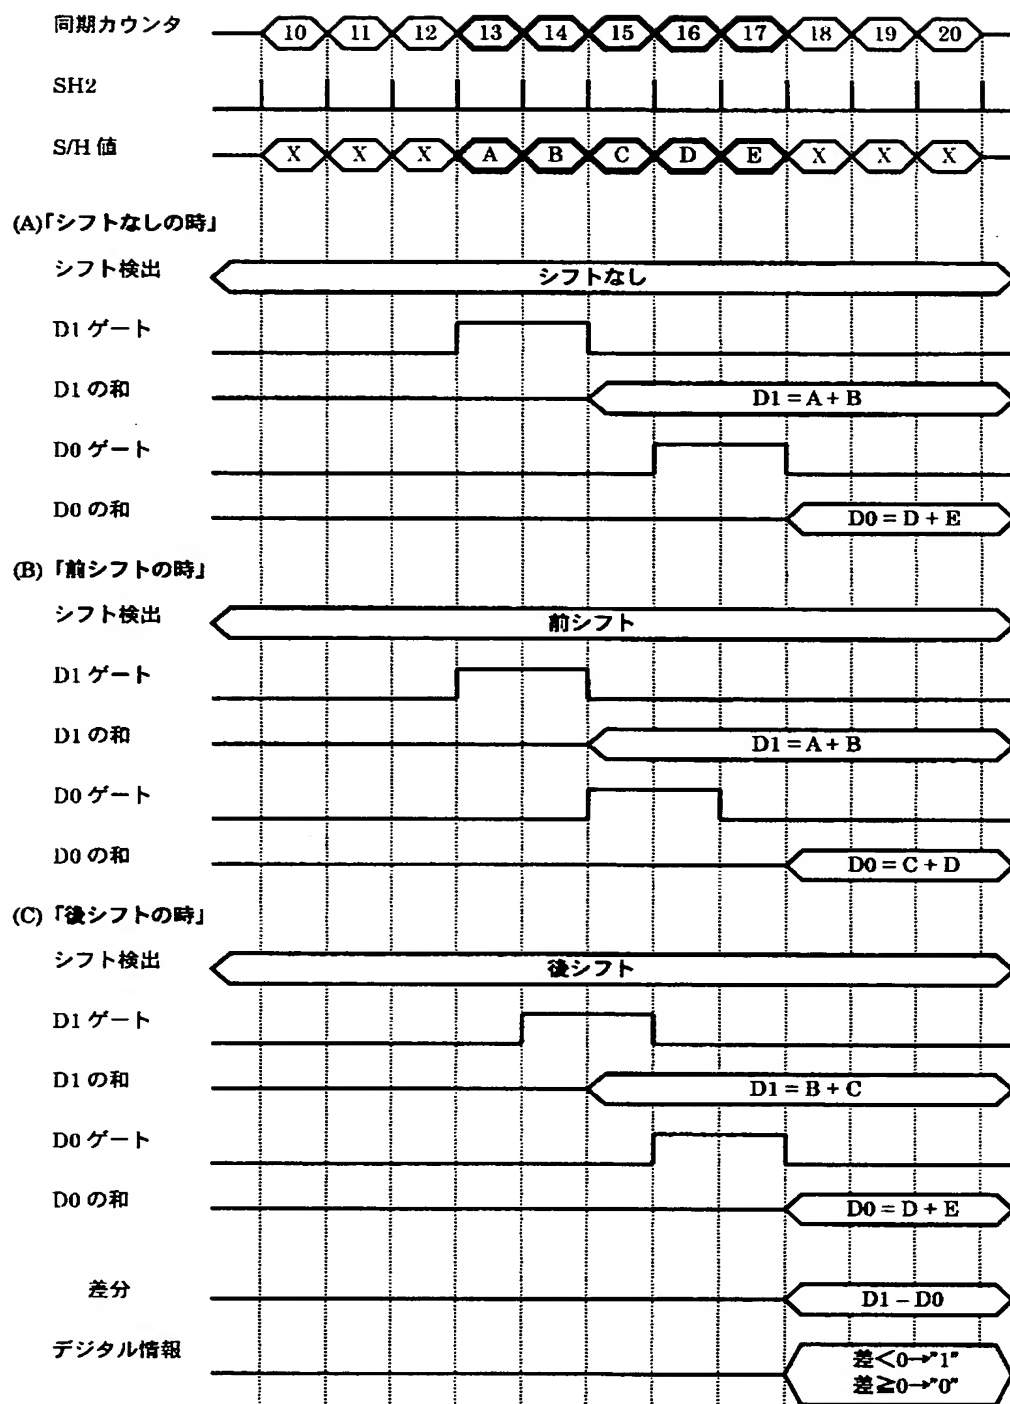 同期カウンタ 10 11 12 13 14 15 16 17 18 19 20
SH2
S/H 値 X X X A B C D E X X X
(A)「シフトなしの時」
シフト検出 シフトなし
D1 ゲート
D1 の和 D1 = A + B
D0 ゲート
D0 の和 D0 = D + E
(B) 「前シフトの時」
シフト検出 前シフト
D1 ゲート
D1 の和 D1 = A + B
D0 ゲート
D0 の和 D0 = C + D
(C) 「後シフトの時」
シフト検出 後シフト
D1 ゲート
D1 の和 D1 = B + C
D0 ゲート
D0 の和 D0 = D + E
差分 D1 – D0
デジタル情報 差<0→"1"
差≧0→"0"